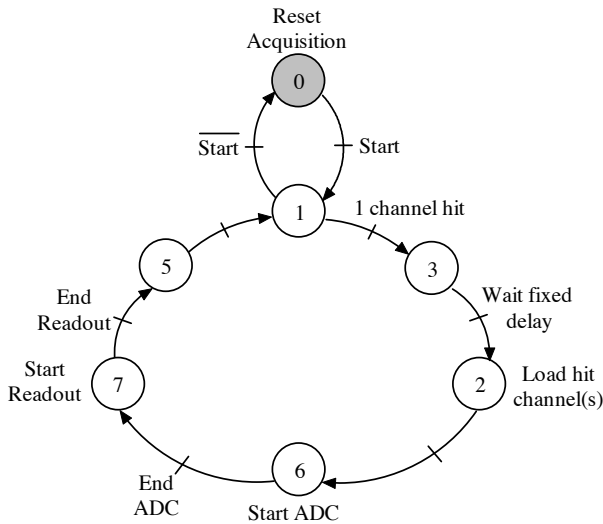 Reset
Acquisition
0
S̅t̅a̅r̅t̅
Start
1
1 channel hit
5
3
End
Readout
Wait fixed
delay
Start
Readout
7
2
Load hit
channel(s)
6
End
ADC
Start ADC